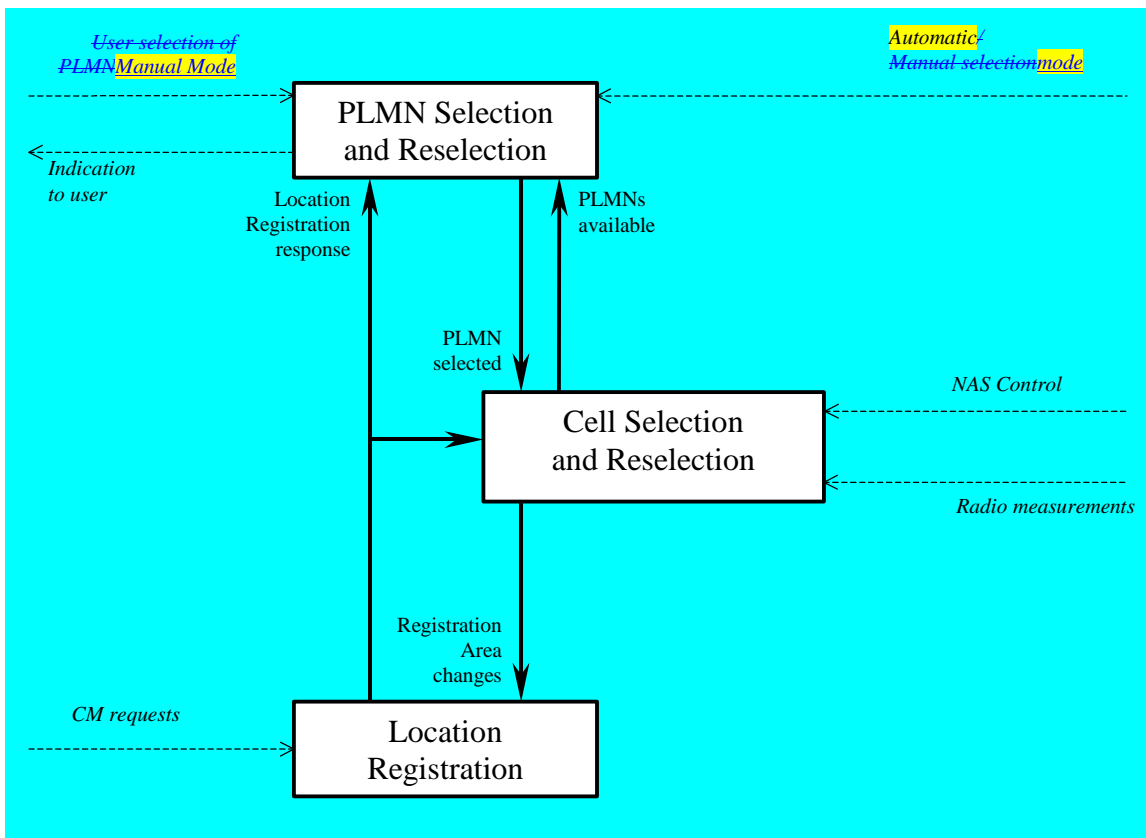 User selection of
PLMNManual Mode
Automatic/
Manual selectionmode
PLMN Selection
and Reselection
Indication
to user
Location
Registration
response
PLMNs
available
PLMN
selected
NAS Control
Cell Selection
and Reselection
Radio measurements
Registration
Area
changes
CM requests
Location
Registration